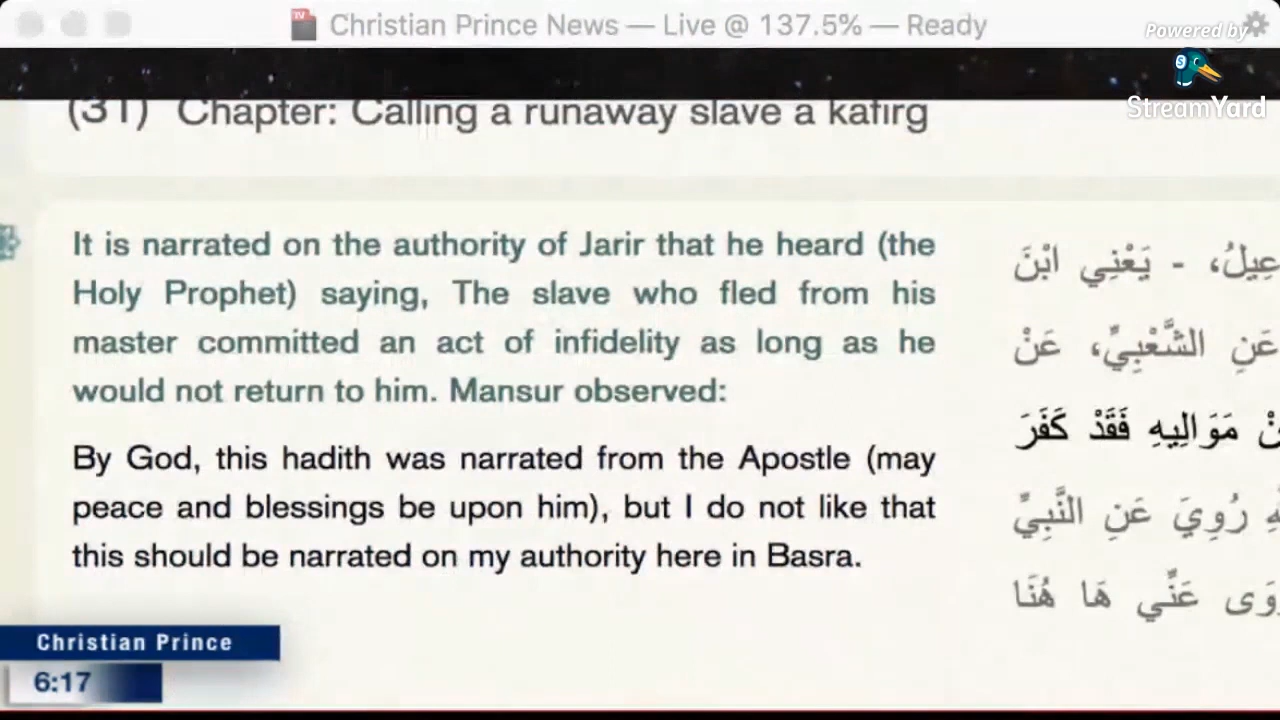 Christian Prince News — Live @ 137.5% — Ready
Powered by
StreamYard
(31) Chapter: Calling a runaway slave a kafirg
It is narrated on the authority of Jarir that he heard (the
Holy Prophet) saying, The slave who fled from his
master committed an act of infidelity as long as he
would not return to him. Mansur observed:
By God, this hadith was narrated from the Apostle (may
peace and blessings be upon him), but I do not like that
this should be narrated on my authority here in Basra.
عِيلُ، - يَعْنِي ابْنَ
عَنِ الشَّعْبِيِّ، عَنْ
مَوَالِيهِ فَقَدْ كَفَرَ
رُوِيَ عَنِ النَّبِيِّ
عَنِّي هَا هُنَا
Christian Prince
6:17